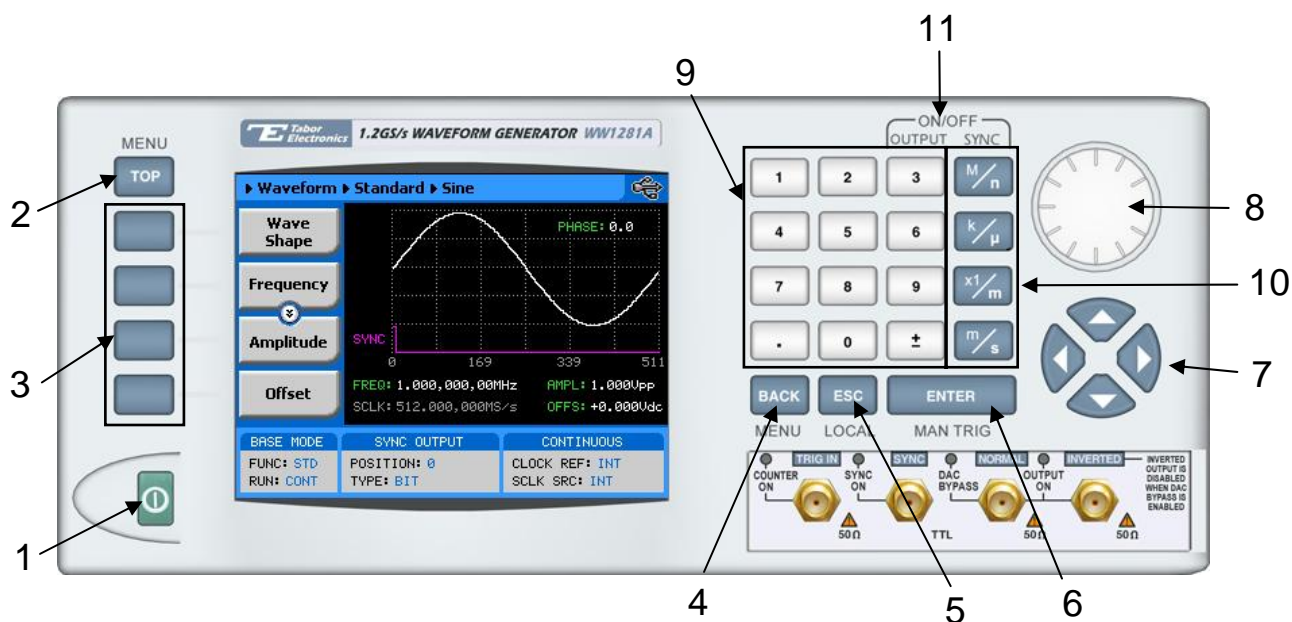 11
9
ON/OFF
OUTPUT SYNC
MENU
Tabor Electronics 1.2GS/s WAVEFORM GENERATOR WW1281A
TOP
2
▸ Waveform ▸ Standard ▸ Sine
1 2 3 M/n
8
Wave Shape
PHASE: 0.0
4 5 6 k/µ
Frequency
7 8 9 x1/m
10
Amplitude
SYNC
3
0 169 339 511
. 0 ± m/s
7
Offset
FREQ: 1.000,000,00MHz AMPL: 1.000Vpp
SCLK: 512.000,000MS/s OFFS: +0.000Vdc
BACK ESC ENTER
MENU LOCAL MAN TRIG
BASE MODE SYNC OUTPUT CONTINUOUS
FUNC: STD POSITION: 0 CLOCK REF: INT
RUN: CONT TYPE: BIT SCLK SRC: INT
TRIG IN SYNC NORMAL INVERTED
COUNTER ON SYNC ON DAC BYPASS OUTPUT ON
INVERTED
OUTPUT IS
DISABLED
WHEN DAC
BYPASS IS
ENABLED
50Ω TTL 50Ω 50Ω
1
4
5
6